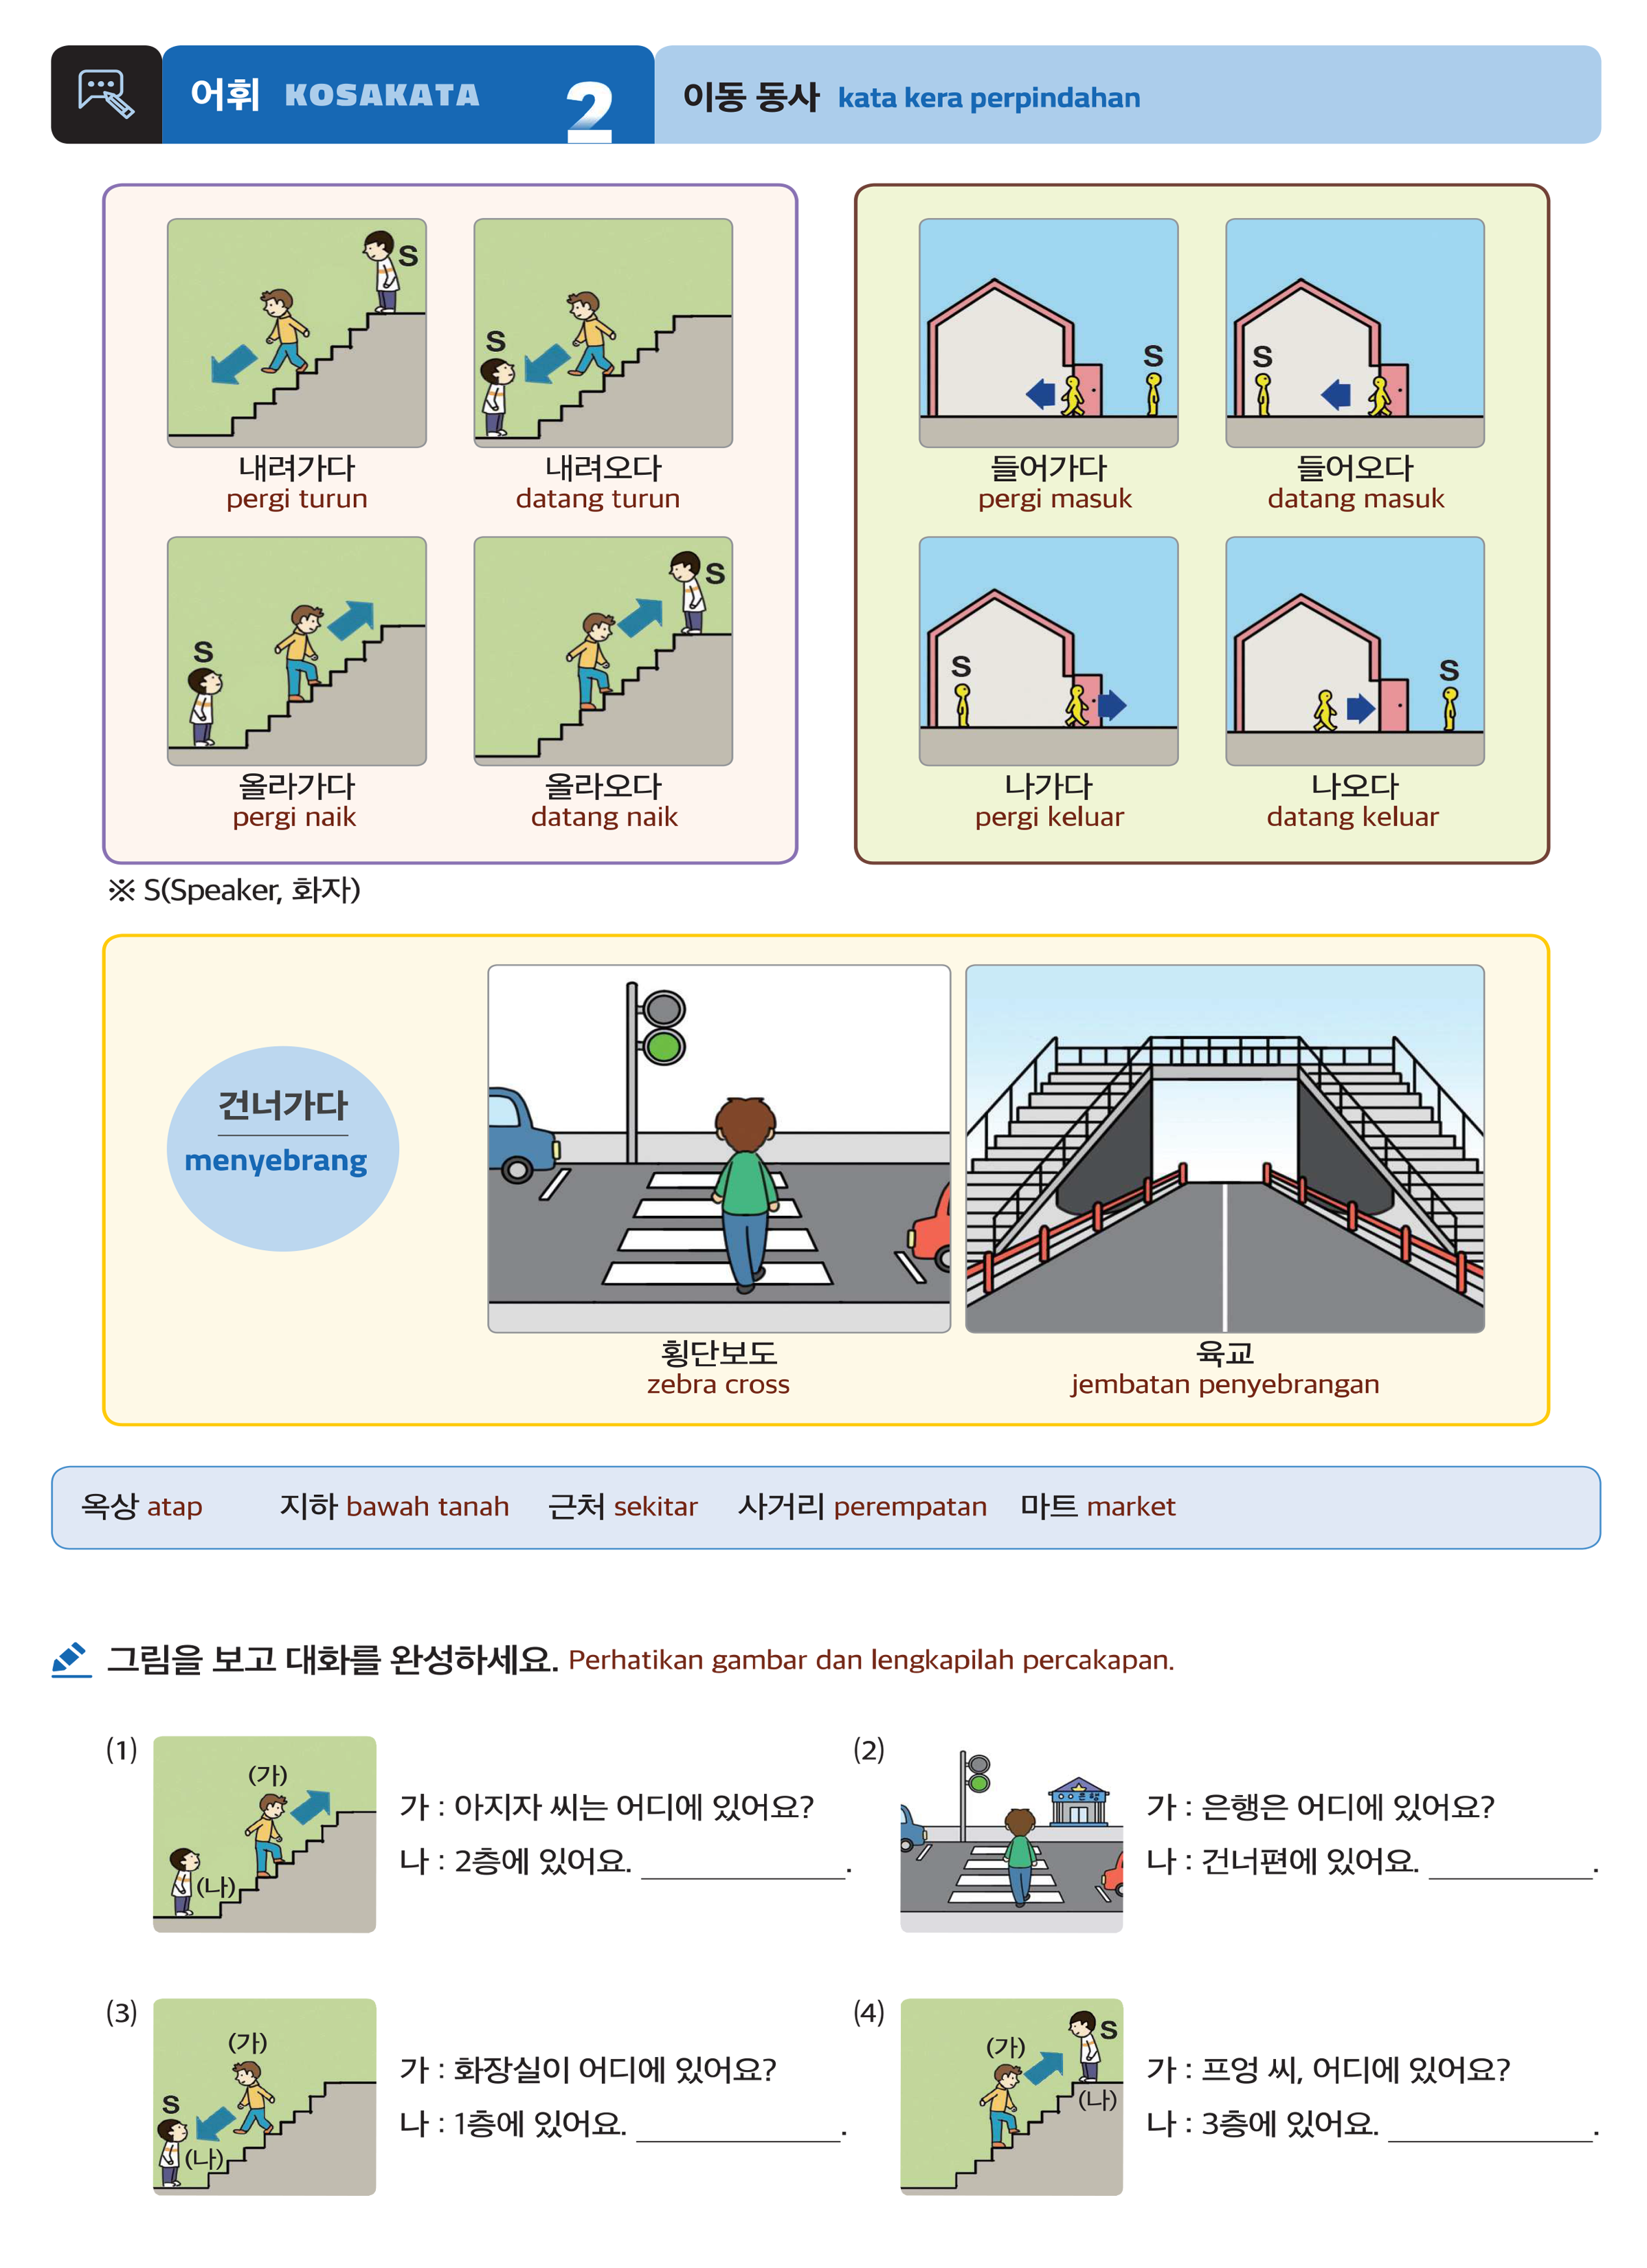 어휘 KOSAKATA 2 이동 동사 kata kera perpindahan
S
S
S
S
내려가다 내려오다 들어가다 들어오다
pergi turun datang turun pergi masuk datang masuk
S
S
S
S
올라가다 올라오다 나가다 나오다
pergi naik datang naik pergi keluar datang keluar
※ S(Speaker, 화자)
건너가다
menyebrang
횡단보도 육교
zebra cross jembatan penyebrangan
옥상 atap 지하 bawah tanah 근처 sekitar 사거리 perempatan 마트 market
그림을 보고 대화를 완성하세요. Perhatikan gambar dan lengkapilah percakapan.
(1)
(가)
(나)
가 : 아지자 씨는 어디에 있어요?
나 : 2층에 있어요. ____________.
(2)
은행
가 : 은행은 어디에 있어요?
나 : 건너편에 있어요. ____________.
(3)
(가)
S
(나)
가 : 화장실이 어디에 있어요?
나 : 1층에 있어요. ____________.
(4)
(가)
S
(나)
가 : 프엉 씨, 어디에 있어요?
나 : 3층에 있어요. ____________.